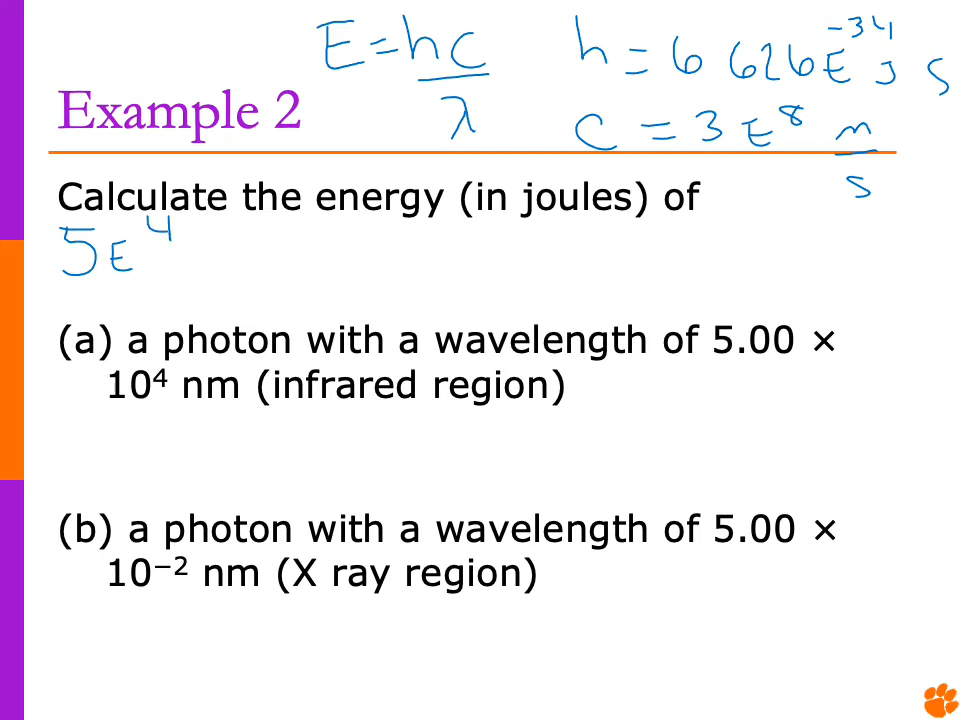 E = hc/λ h = 6 626E⁻³⁴ J S
Example 2 C = 3E⁸ m/s
Calculate the energy (in joules) of
5E⁴
(a) a photon with a wavelength of 5.00 ×
10⁴ nm (infrared region)
(b) a photon with a wavelength of 5.00 ×
10⁻² nm (X ray region)